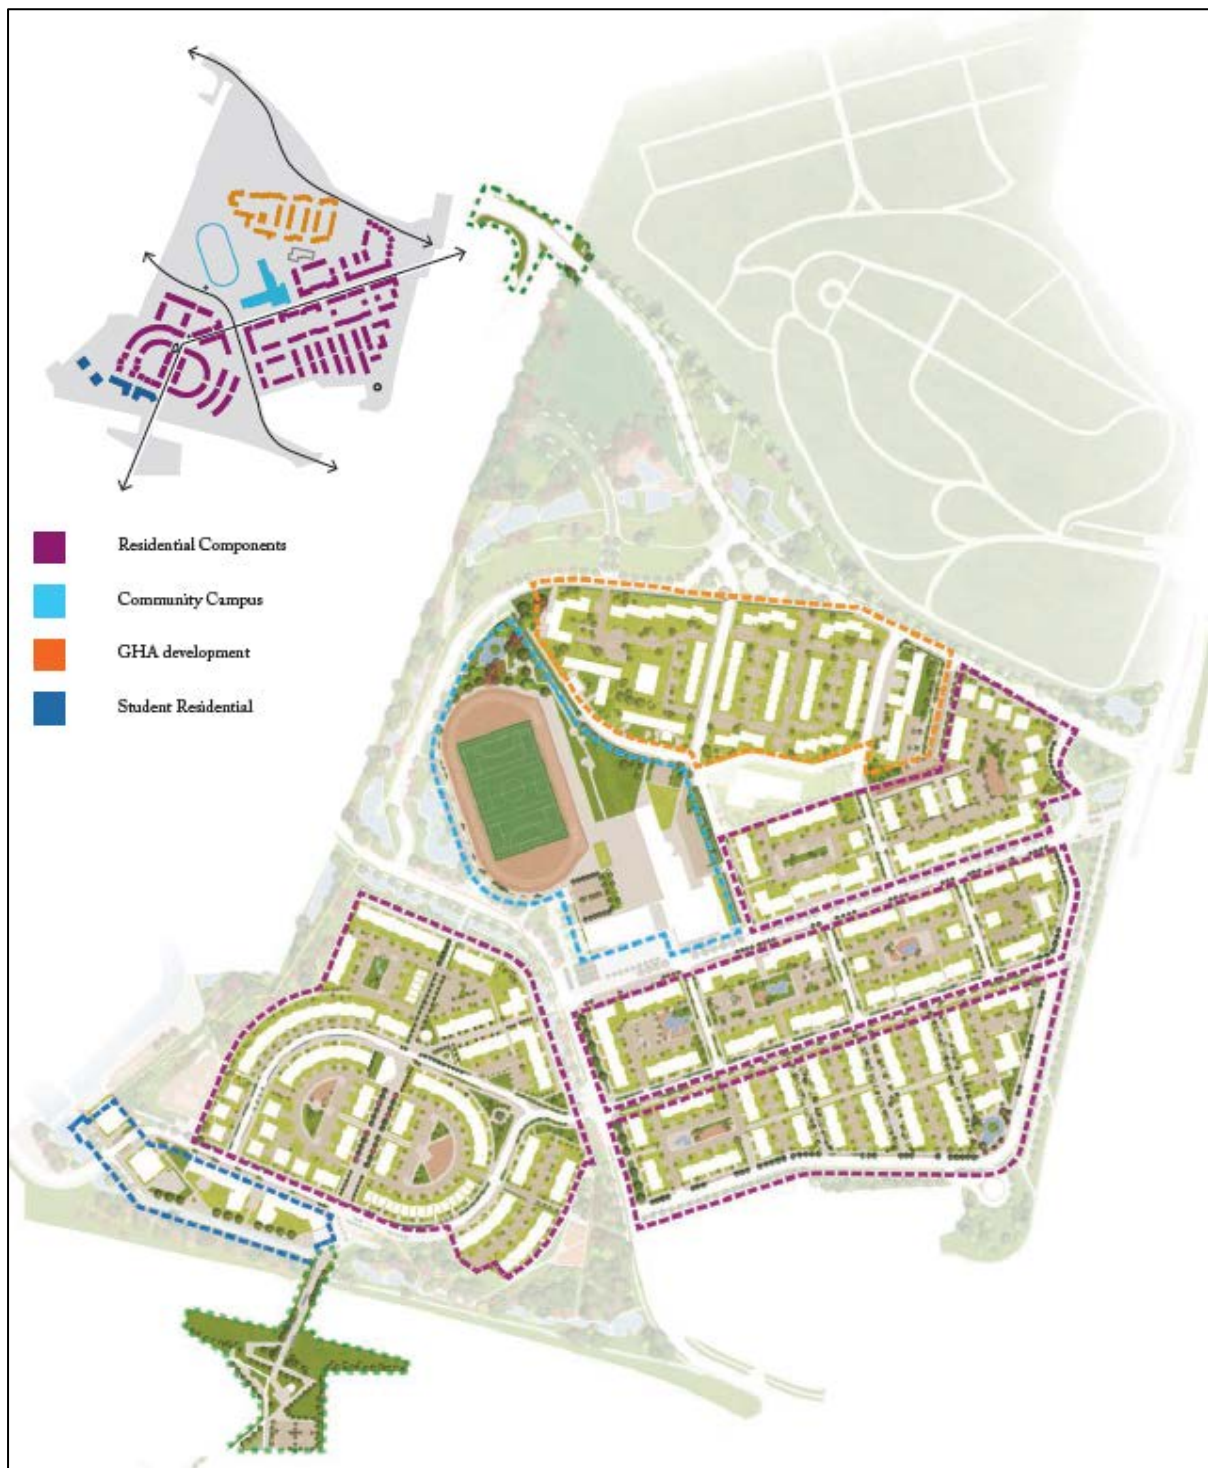 Residential Components
Community Campus
GHA development
Student Residential